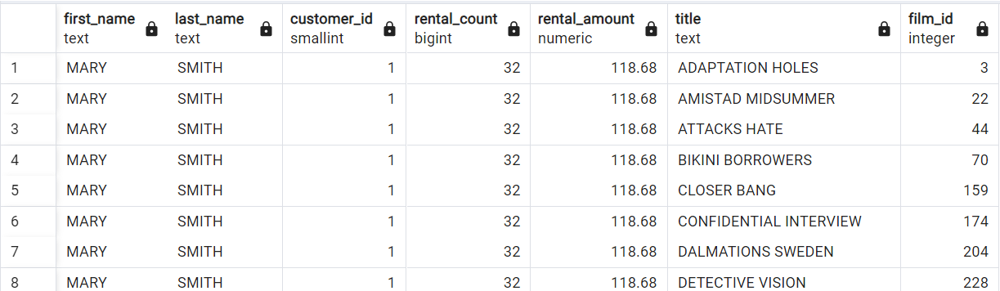 first_name last_name customer_id rental_count rental_amount title film_id
text text smallint bigint numeric text integer
1 MARY SMITH 1 32 118.68 ADAPTATION HOLES 3
2 MARY SMITH 1 32 118.68 AMISTAD MIDSUMMER 22
3 MARY SMITH 1 32 118.68 ATTACKS HATE 44
4 MARY SMITH 1 32 118.68 BIKINI BORROWERS 70
5 MARY SMITH 1 32 118.68 CLOSER BANG 159
6 MARY SMITH 1 32 118.68 CONFIDENTIAL INTERVIEW 174
7 MARY SMITH 1 32 118.68 DALMATIONS SWEDEN 204
8 MARY SMITH 1 32 118.68 DETECTIVE VISION 228